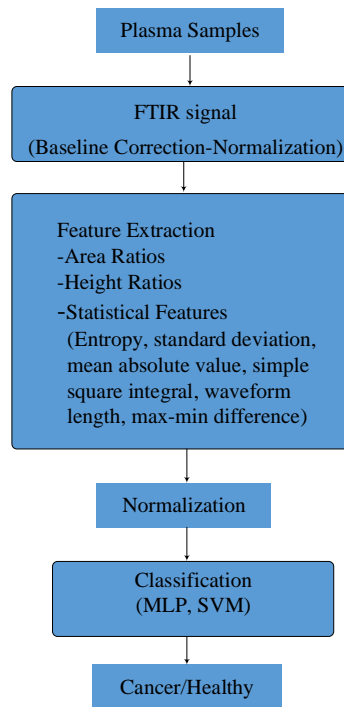 Plasma Samples
FTIR signal
(Baseline Correction-Normalization)
Feature Extraction
-Area Ratios
-Height Ratios
-Statistical Features
(Entropy, standard deviation,
mean absolute value, simple
square integral, waveform
length, max-min difference)
Normalization
Classification
(MLP, SVM)
Cancer/Healthy